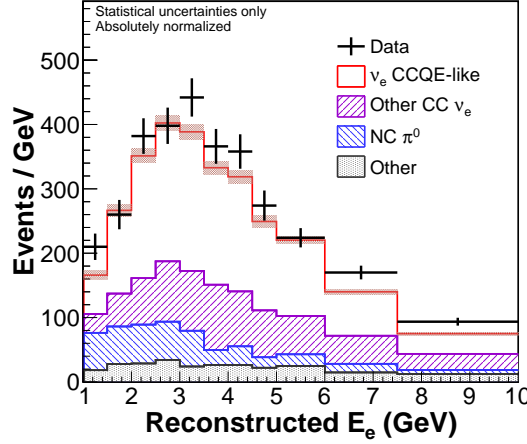 Statistical uncertainties only
Absolutely normalized
Data
νe CCQE-like
Other CC νe
NC π0
Other
Events / GeV
500
400
300
200
100
0
1 2 3 4 5 6 7 8 9 10
Reconstructed Ee (GeV)